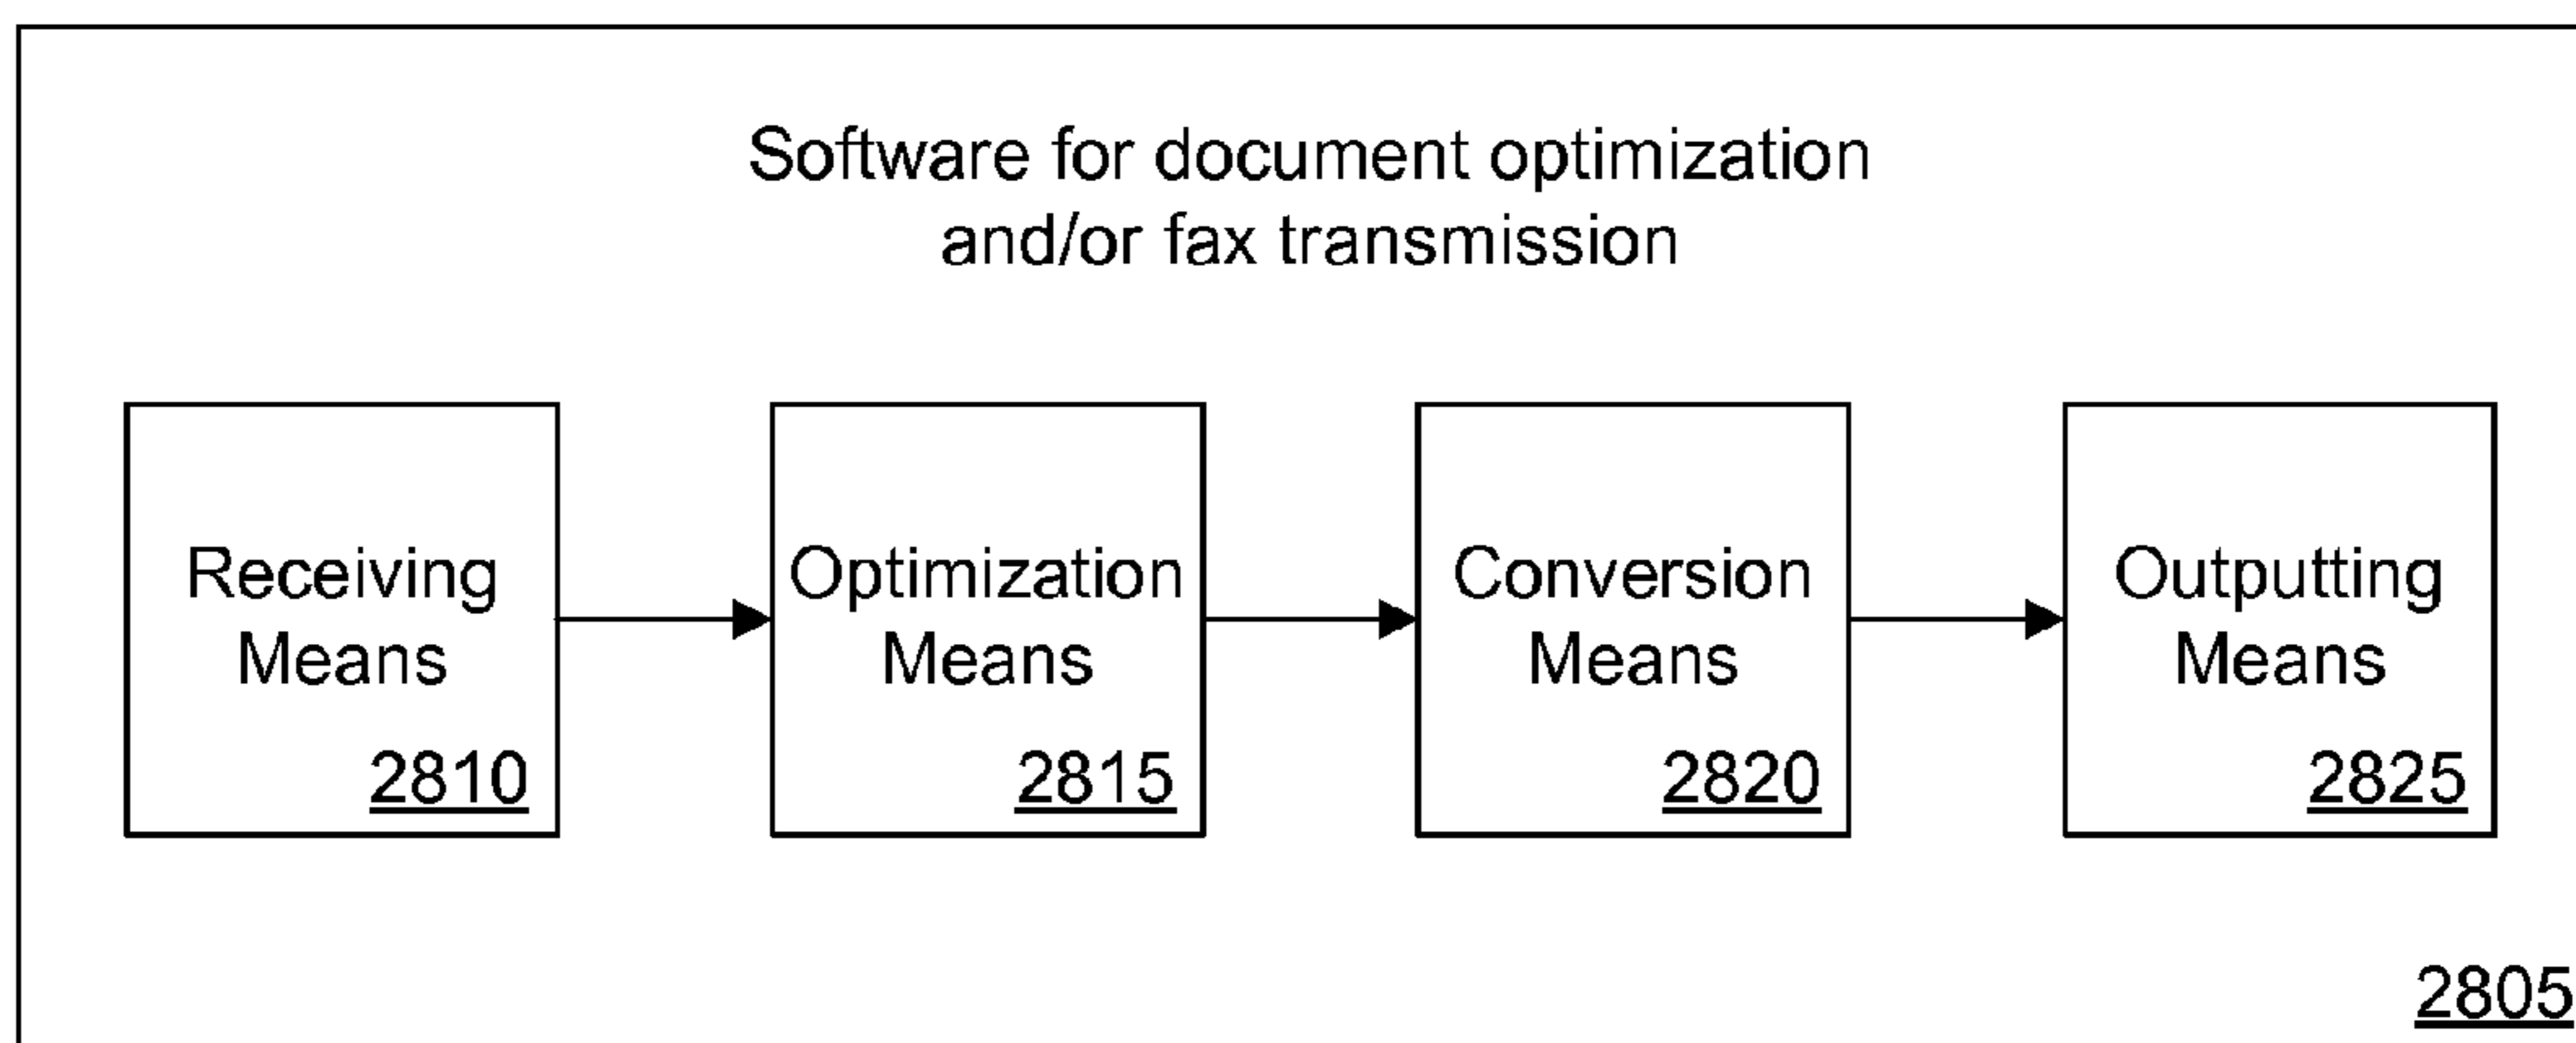 Software for document optimization
and/or fax transmission
Receiving
Means
2810
Optimization
Means
2815
Conversion
Means
2820
Outputting
Means
2825
2805